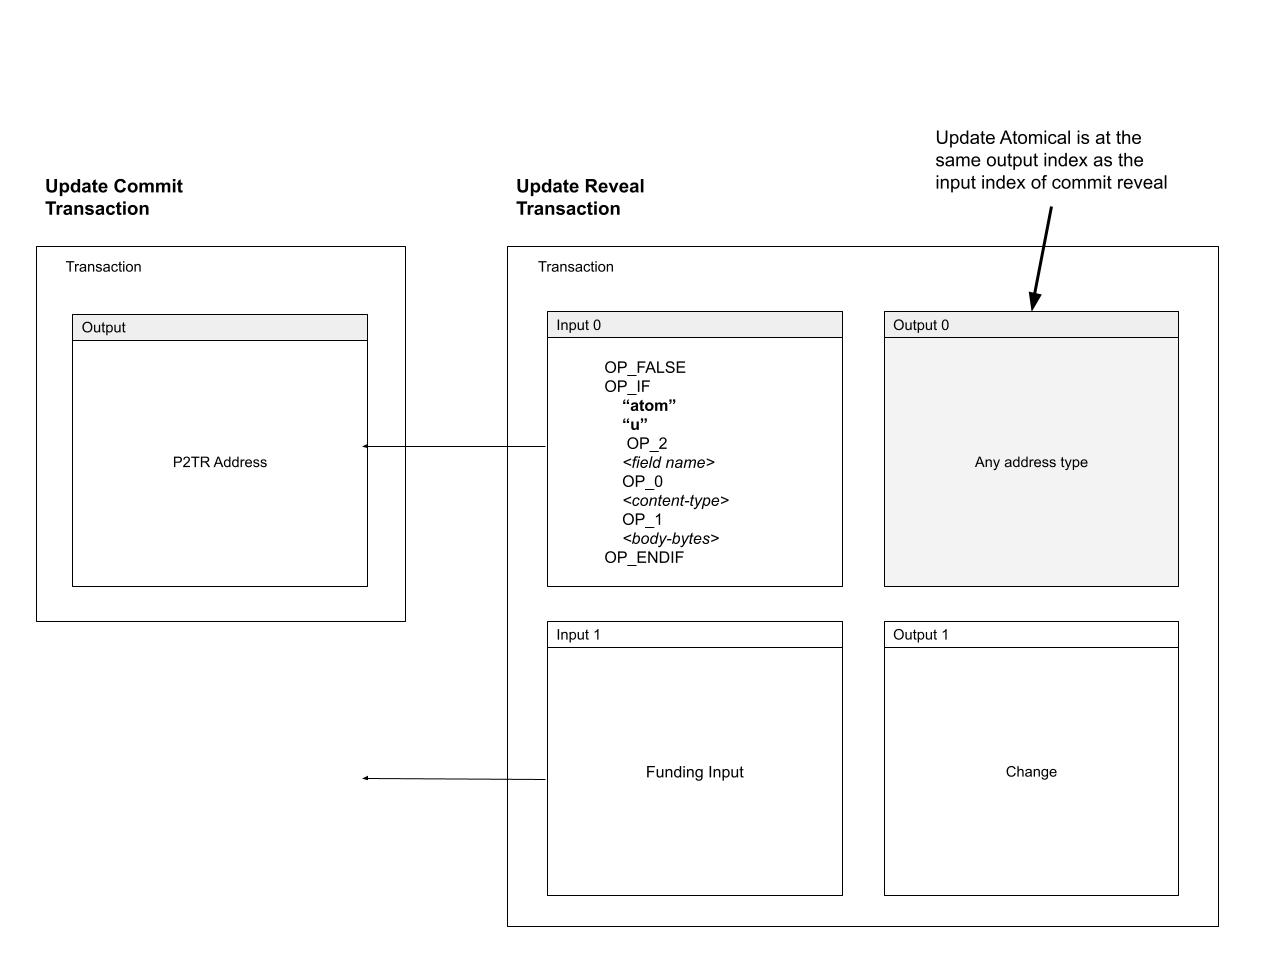 Update Atomical is at the
same output index as the
input index of commit reveal
Update Commit
Transaction
Update Reveal
Transaction
Transaction
Output
P2TR Address
Transaction
Input 0
OP_FALSE
OP_IF
“atom”
“u”
OP_2
<field name>
OP_0
<content-type>
OP_1
<body-bytes>
OP_ENDIF
Output 0
Any address type
Input 1
Funding Input
Output 1
Change